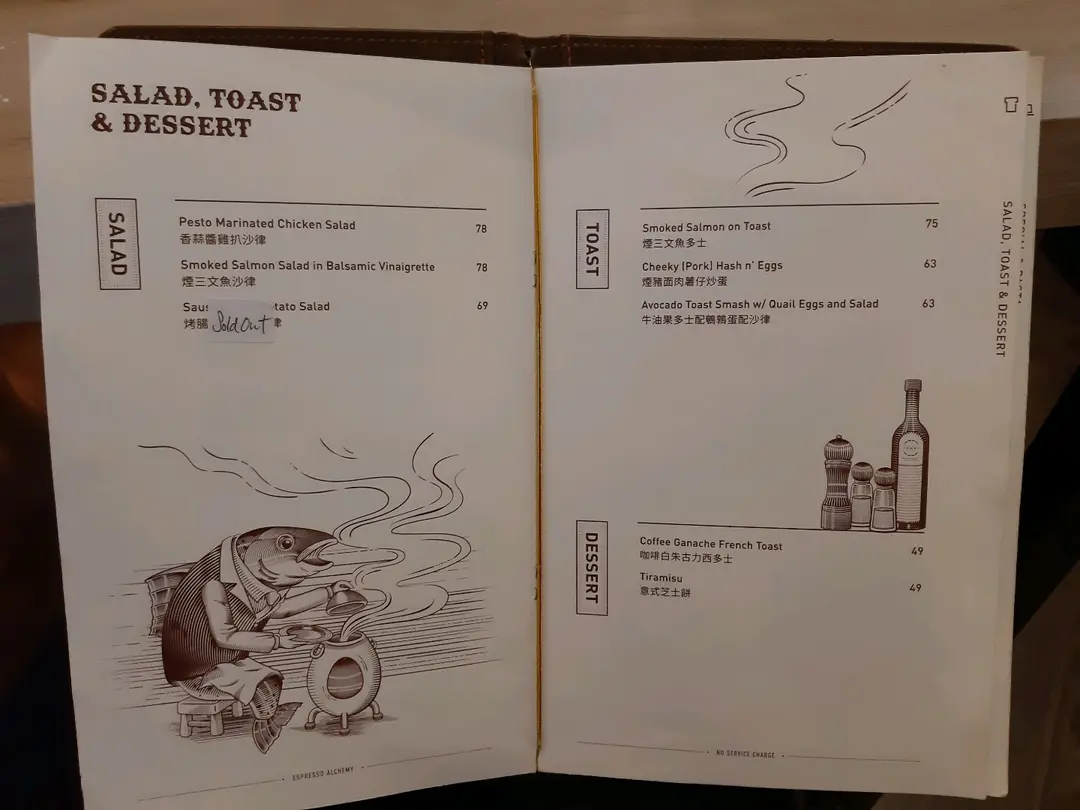 SALAD, TOAST
& DESSERT
SALAD
Pesto Marinated Chicken Salad 78
香蒜醬雞扒沙律
Smoked Salmon Salad in Balsamic Vinaigrette 78
煙三文魚沙律
Saus tato Salad 69
烤腸 律
Sold Out
ESPRESSO ALCHEMY
TOAST
Smoked Salmon on Toast 75
煙三文魚多士
Cheeky (Pork) Hash n' Eggs 63
煙豬面肉薯仔炒蛋
Avocado Toast Smash w/ Quail Eggs and Salad 63
牛油果多士配鵪鶉蛋配沙律
DESSERT
Coffee Ganache French Toast 49
咖啡白朱古力西多士
Tiramisu 49
意式芝士餅
NO SERVICE CHARGE
SALAD, TOAST & DESSERT